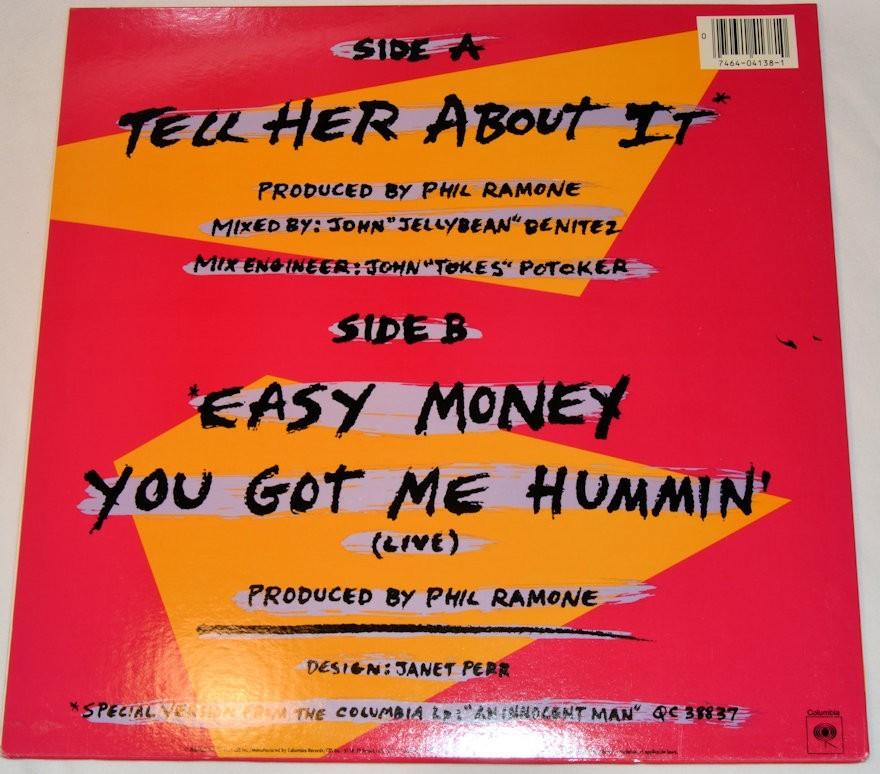 SIDE A
0
7464-04138-1
TELL HER ABOUT IT*
PRODUCED BY PHIL RAMONE
MIXED BY: JOHN "JELLYBEAN" BENITEZ
MIX ENGINEER: JOHN "TOKES" POTOKER
SIDE B
*EASY MONEY
YOU GOT ME HUMMIN'
(LIVE)
PRODUCED BY PHIL RAMONE
DESIGN: JANET PERR
*SPECIAL VERSION FROM THE COLUMBIA LP: "AN INNOCENT MAN" QC 38837
Columbia